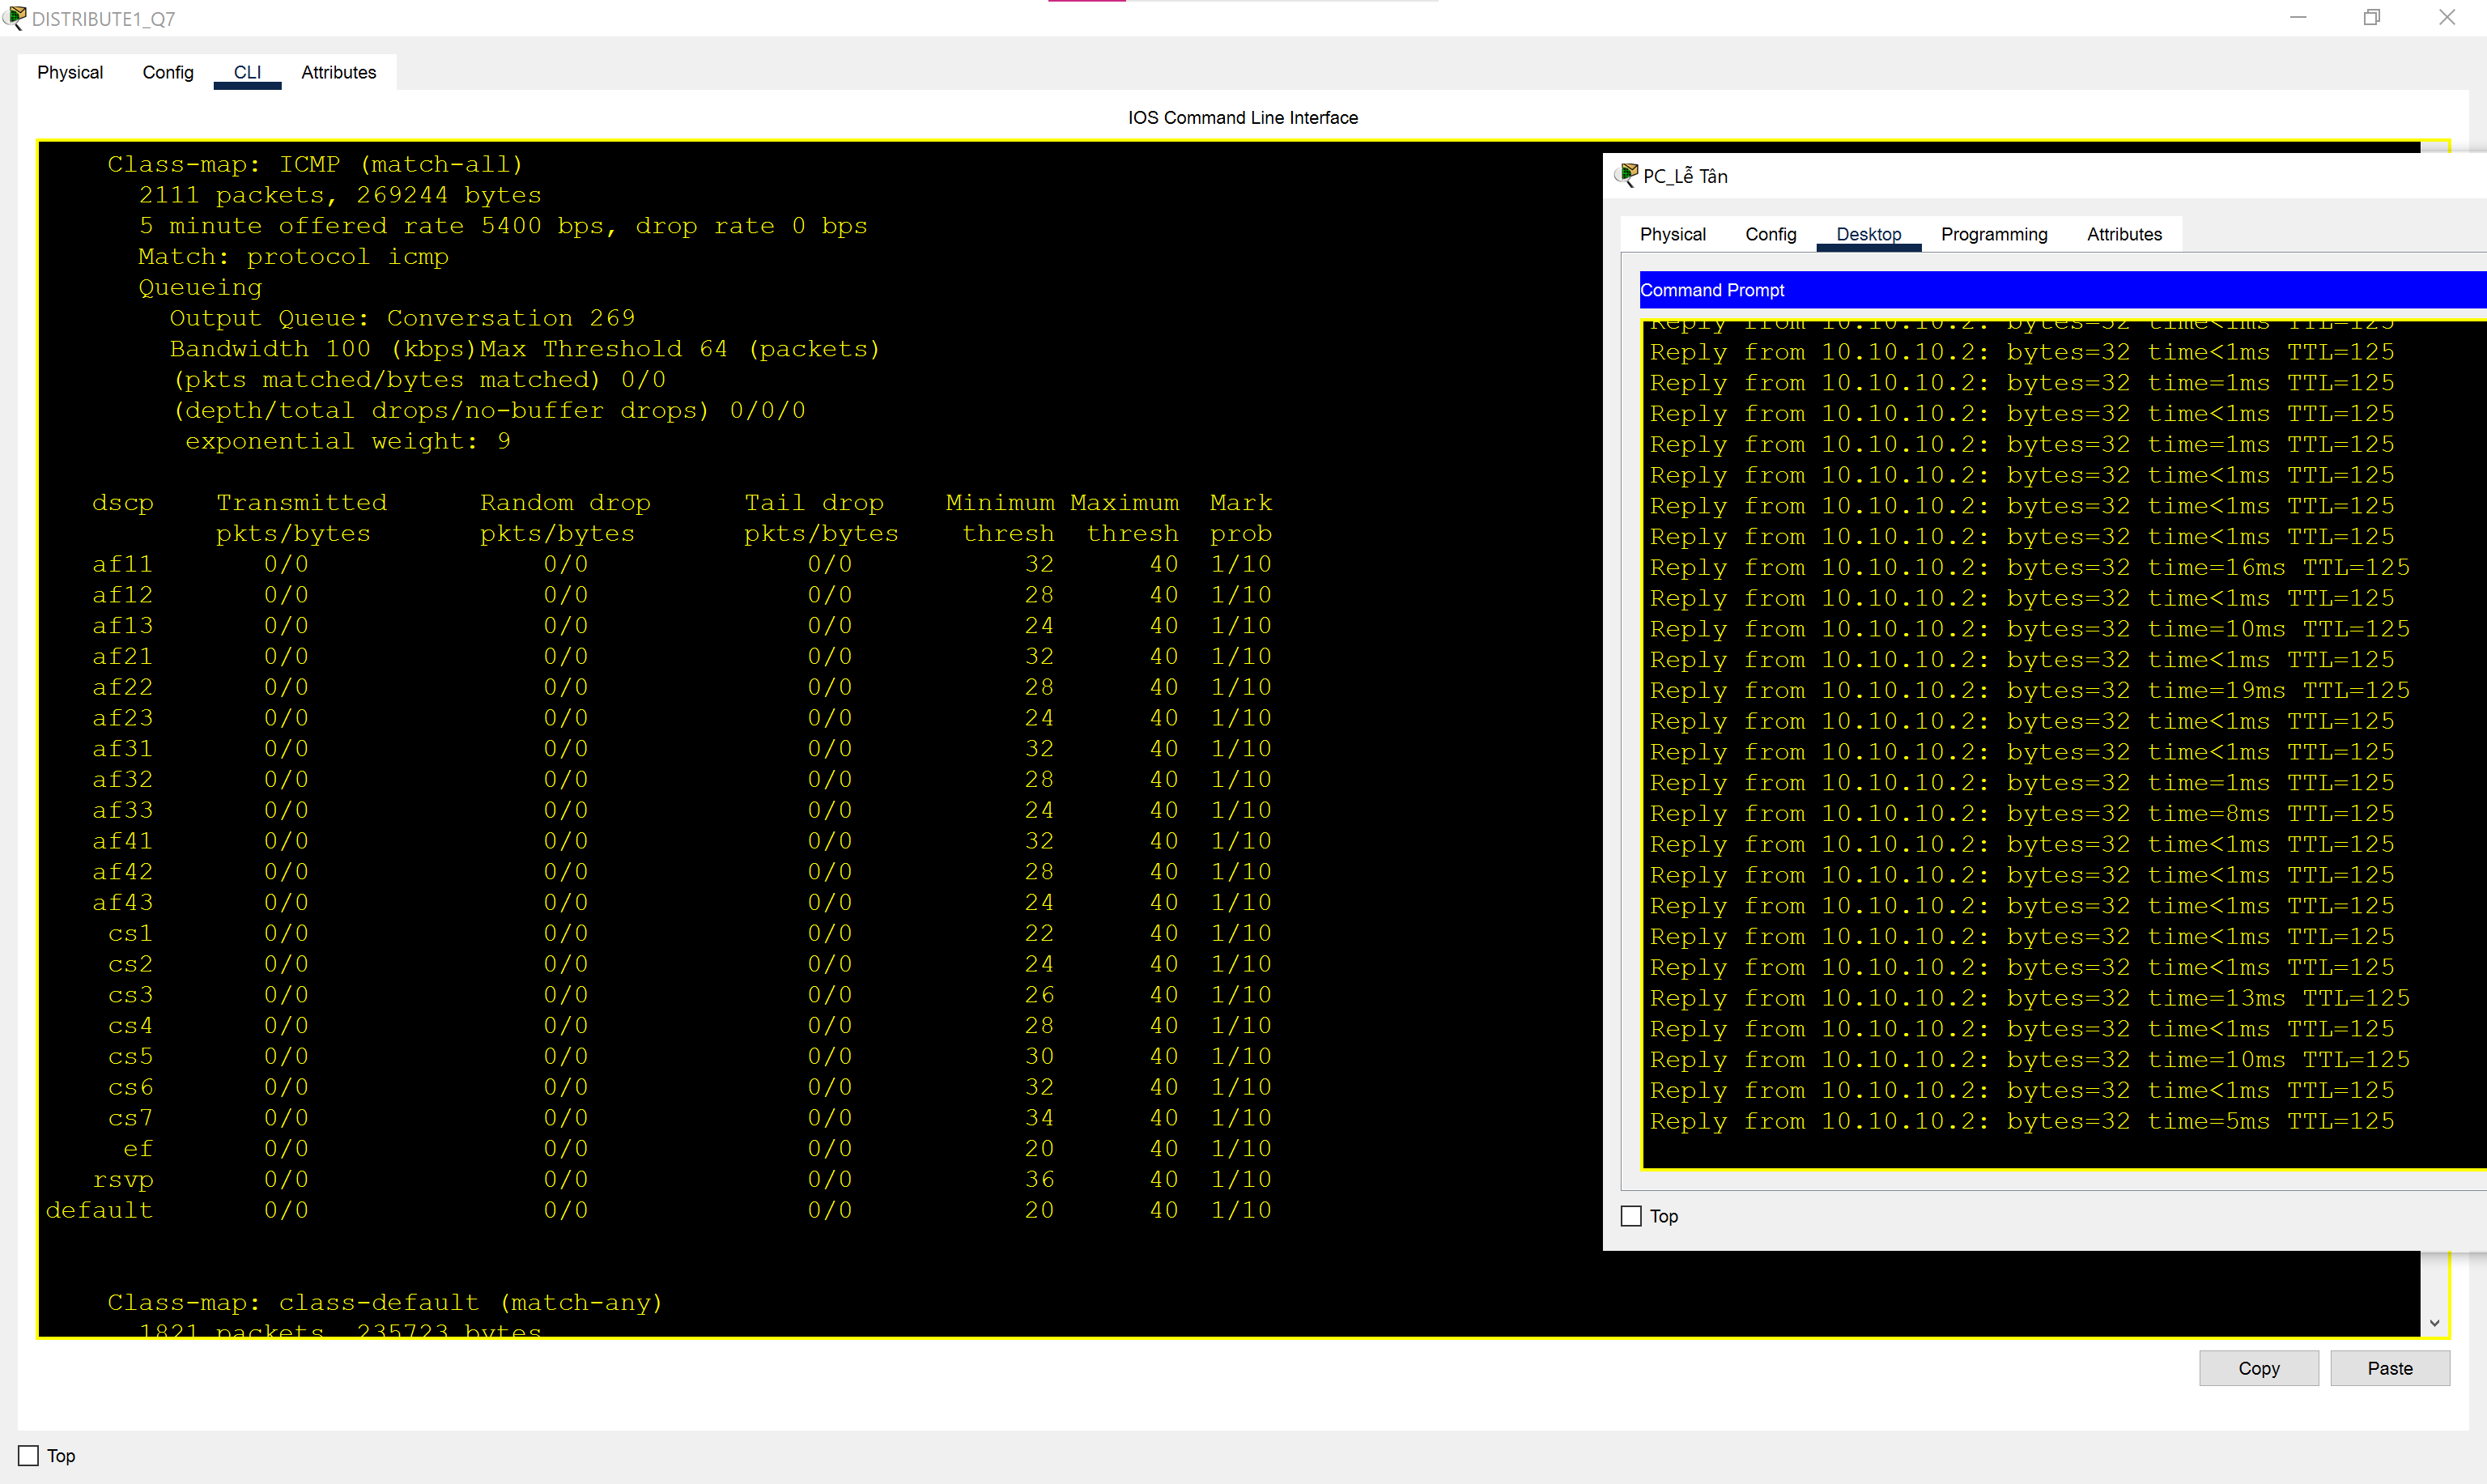 DISTRIBUTE1_Q7
Physical Config CLI Attributes
IOS Command Line Interface
Class-map: ICMP (match-all)
2111 packets, 269244 bytes
5 minute offered rate 5400 bps, drop rate 0 bps
Match: protocol icmp
Queueing
Output Queue: Conversation 269
Bandwidth 100 (kbps)Max Threshold 64 (packets)
(pkts matched/bytes matched) 0/0
(depth/total drops/no-buffer drops) 0/0/0
exponential weight: 9
dscp Transmitted Random drop Tail drop Minimum Maximum Mark
pkts/bytes pkts/bytes pkts/bytes thresh thresh prob
af11 0/0 0/0 0/0 32 40 1/10
af12 0/0 0/0 0/0 28 40 1/10
af13 0/0 0/0 0/0 24 40 1/10
af21 0/0 0/0 0/0 32 40 1/10
af22 0/0 0/0 0/0 28 40 1/10
af23 0/0 0/0 0/0 24 40 1/10
af31 0/0 0/0 0/0 32 40 1/10
af32 0/0 0/0 0/0 28 40 1/10
af33 0/0 0/0 0/0 24 40 1/10
af41 0/0 0/0 0/0 32 40 1/10
af42 0/0 0/0 0/0 28 40 1/10
af43 0/0 0/0 0/0 24 40 1/10
cs1 0/0 0/0 0/0 22 40 1/10
cs2 0/0 0/0 0/0 24 40 1/10
cs3 0/0 0/0 0/0 26 40 1/10
cs4 0/0 0/0 0/0 28 40 1/10
cs5 0/0 0/0 0/0 30 40 1/10
cs6 0/0 0/0 0/0 32 40 1/10
cs7 0/0 0/0 0/0 34 40 1/10
ef 0/0 0/0 0/0 20 40 1/10
rsvp 0/0 0/0 0/0 36 40 1/10
default 0/0 0/0 0/0 20 40 1/10
Class-map: class-default (match-any)
1821 packets, 235723 bytes
Copy Paste
Top
PC_Lễ Tân
Physical Config Desktop Programming Attributes
Command Prompt
Reply from 10.10.10.2: bytes=32 time<1ms TTL=125
Reply from 10.10.10.2: bytes=32 time<1ms TTL=125
Reply from 10.10.10.2: bytes=32 time=1ms TTL=125
Reply from 10.10.10.2: bytes=32 time<1ms TTL=125
Reply from 10.10.10.2: bytes=32 time=1ms TTL=125
Reply from 10.10.10.2: bytes=32 time<1ms TTL=125
Reply from 10.10.10.2: bytes=32 time<1ms TTL=125
Reply from 10.10.10.2: bytes=32 time<1ms TTL=125
Reply from 10.10.10.2: bytes=32 time=16ms TTL=125
Reply from 10.10.10.2: bytes=32 time<1ms TTL=125
Reply from 10.10.10.2: bytes=32 time=10ms TTL=125
Reply from 10.10.10.2: bytes=32 time<1ms TTL=125
Reply from 10.10.10.2: bytes=32 time=19ms TTL=125
Reply from 10.10.10.2: bytes=32 time<1ms TTL=125
Reply from 10.10.10.2: bytes=32 time<1ms TTL=125
Reply from 10.10.10.2: bytes=32 time=1ms TTL=125
Reply from 10.10.10.2: bytes=32 time=8ms TTL=125
Reply from 10.10.10.2: bytes=32 time<1ms TTL=125
Reply from 10.10.10.2: bytes=32 time<1ms TTL=125
Reply from 10.10.10.2: bytes=32 time<1ms TTL=125
Reply from 10.10.10.2: bytes=32 time<1ms TTL=125
Reply from 10.10.10.2: bytes=32 time<1ms TTL=125
Reply from 10.10.10.2: bytes=32 time=13ms TTL=125
Reply from 10.10.10.2: bytes=32 time<1ms TTL=125
Reply from 10.10.10.2: bytes=32 time=10ms TTL=125
Reply from 10.10.10.2: bytes=32 time<1ms TTL=125
Reply from 10.10.10.2: bytes=32 time=5ms TTL=125
Top